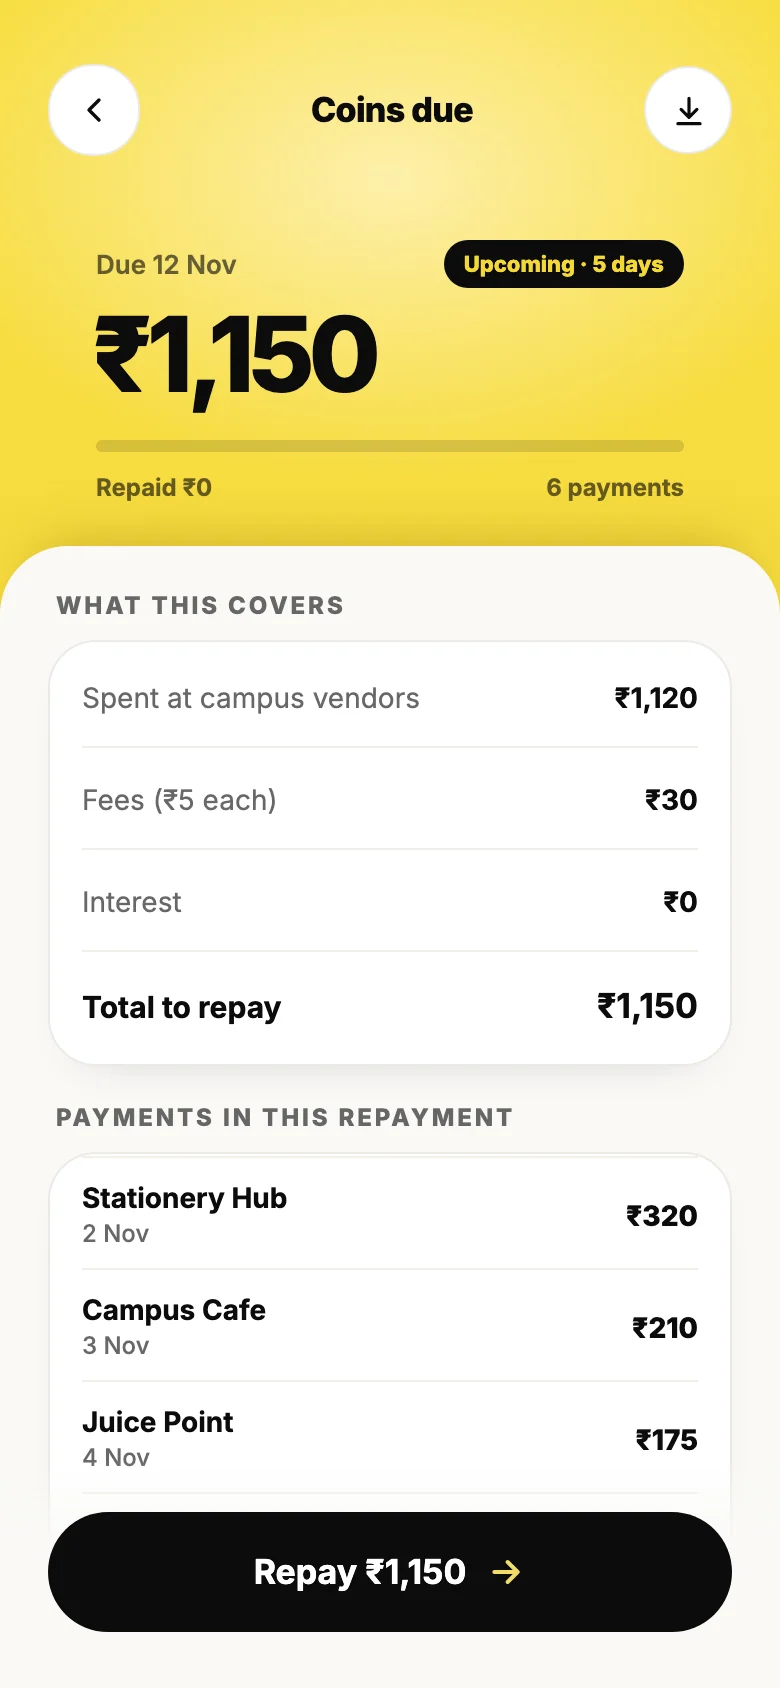 Coins due
Due 12 Nov
Upcoming · 5 days
₹1,150
Repaid ₹0
6 payments
WHAT THIS COVERS
Spent at campus vendors ₹1,120
Fees (₹5 each) ₹30
Interest ₹0
Total to repay ₹1,150
PAYMENTS IN THIS REPAYMENT
Stationery Hub
2 Nov
₹320
Campus Cafe
3 Nov
₹210
Juice Point
4 Nov
₹175
Repay ₹1,150 →